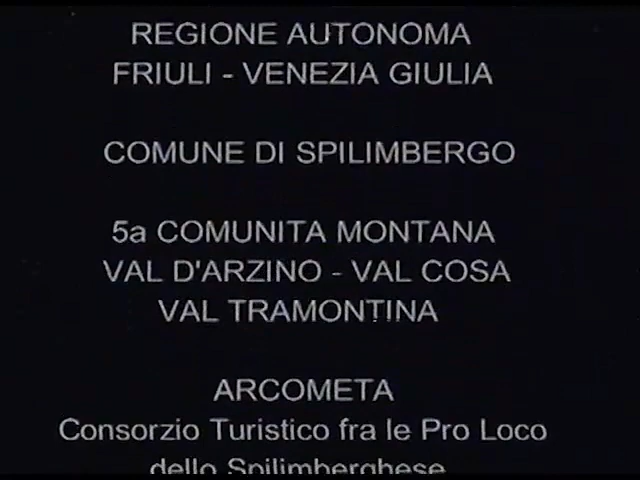 REGIONE AUTONOMA
FRIULI - VENEZIA GIULIA
COMUNE DI SPILIMBERGO
5a COMUNITA MONTANA
VAL D'ARZINO - VAL COSA
VAL TRAMONTINA
ARCOMETA
Consorzio Turistico fra le Pro Loco
dello Spilimberghese